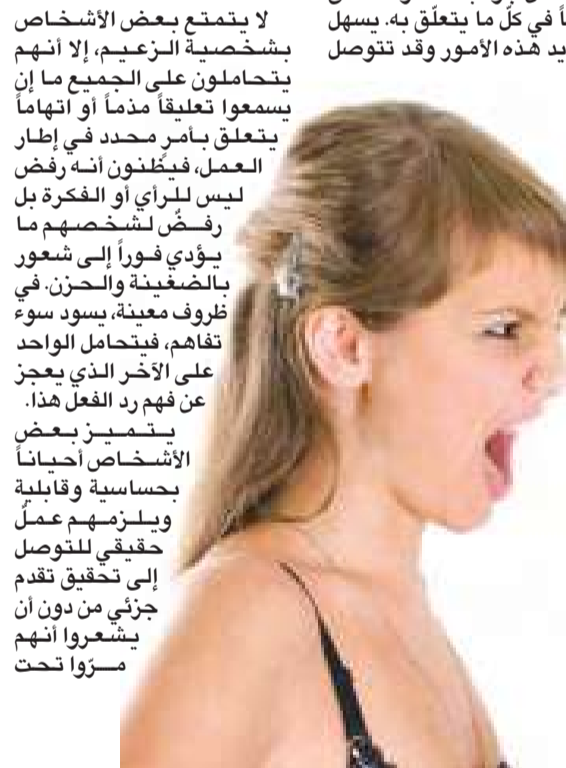 اً في كلّ ما يتعلّق به. يسهل
يد هذه الأمور وقد تتوصل
لا يتمتع بعض الأشخاص
بشخصية الزعيم، إلا أنهم
يتحاملون على الجميع ما إن
يسمعوا تعليقاً مذماً أو اتهاماً
يتعلق بأمرٍ محدد في إطار
العمل، فيظنون أنه رفض
ليس للرأي أو الفكرة بل
رفضٌ لشخصهم ما
يؤدي فوراً إلى شعور
بالضغينة والحزن. في
ظروف معينة، يسود سوء
تفاهم، فيتحامل الواحد
على الآخر الذي يعجز
عن فهم رد الفعل هذا.
يتميز بعض
الأشخاص أحياناً
بحساسية وقابلية
ويلزمهم عملٌ
حقيقي للتوصل
إلى تحقيق تقدم
جزئي من دون أن
يشعروا أنهم
مرّوا تحت